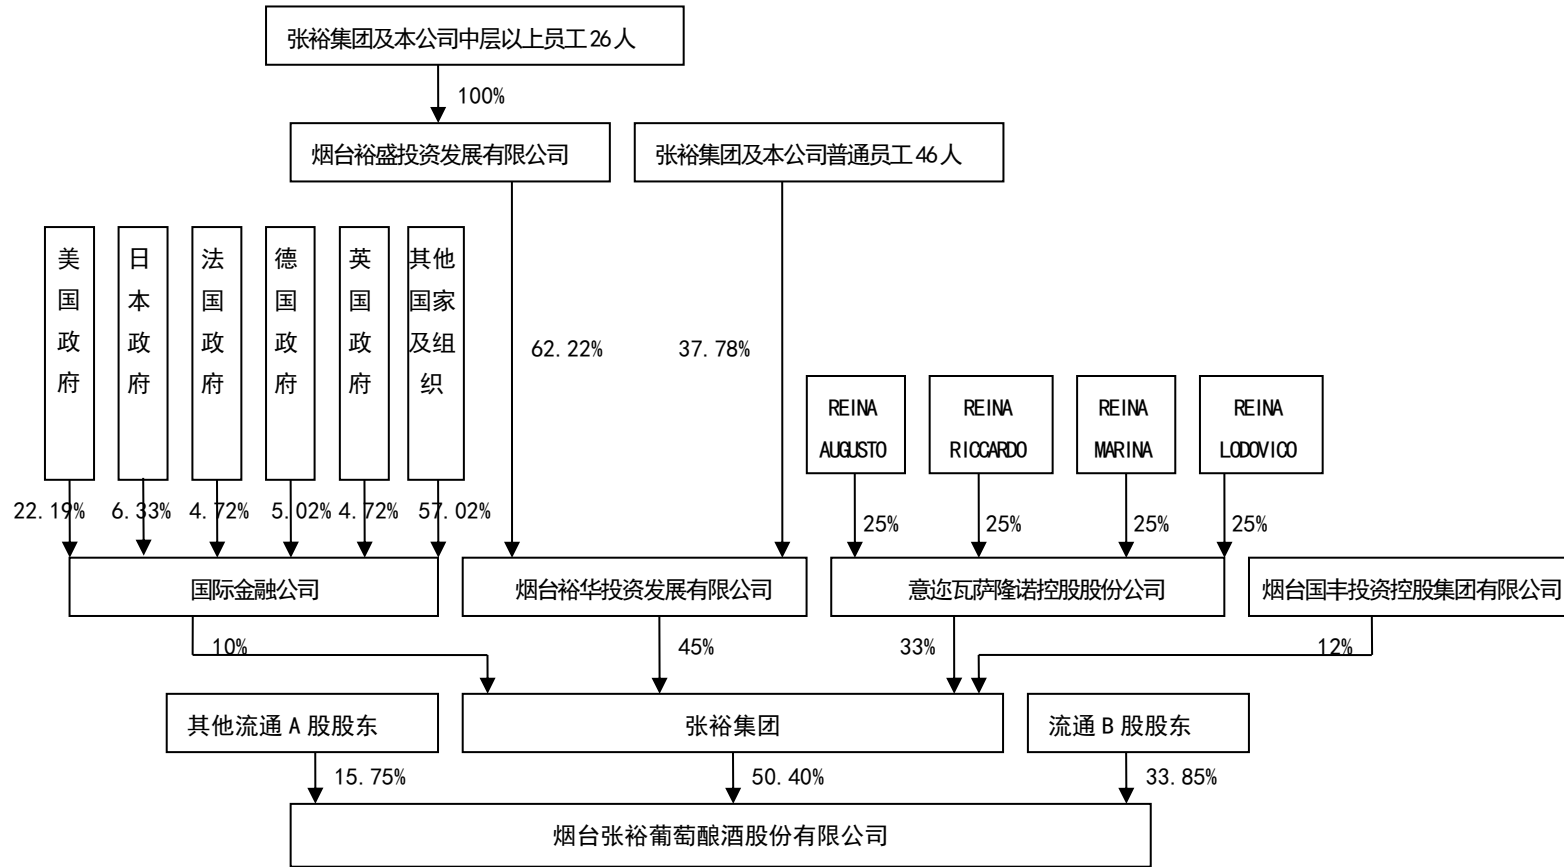 张裕集团及本公司中层以上员工26人
100%
烟台裕盛投资发展有限公司
张裕集团及本公司普通员工46人
美国政府
日本政府
法国政府
德国政府
英国政府
其他国家及组织
62.22%
37.78%
REINA
AUGUSTO
REINA
RICCARDO
REINA
MARINA
REINA
LODOVICO
22.19%
6.33%
4.72%
5.02%
4.72%
57.02%
25%
25%
25%
25%
国际金融公司
烟台裕华投资发展有限公司
意迩瓦萨隆诺控股股份公司
烟台国丰投资控股集团有限公司
10%
45%
33%
12%
其他流通A股股东
张裕集团
流通B股股东
15.75%
50.40%
33.85%
烟台张裕葡萄酿酒股份有限公司